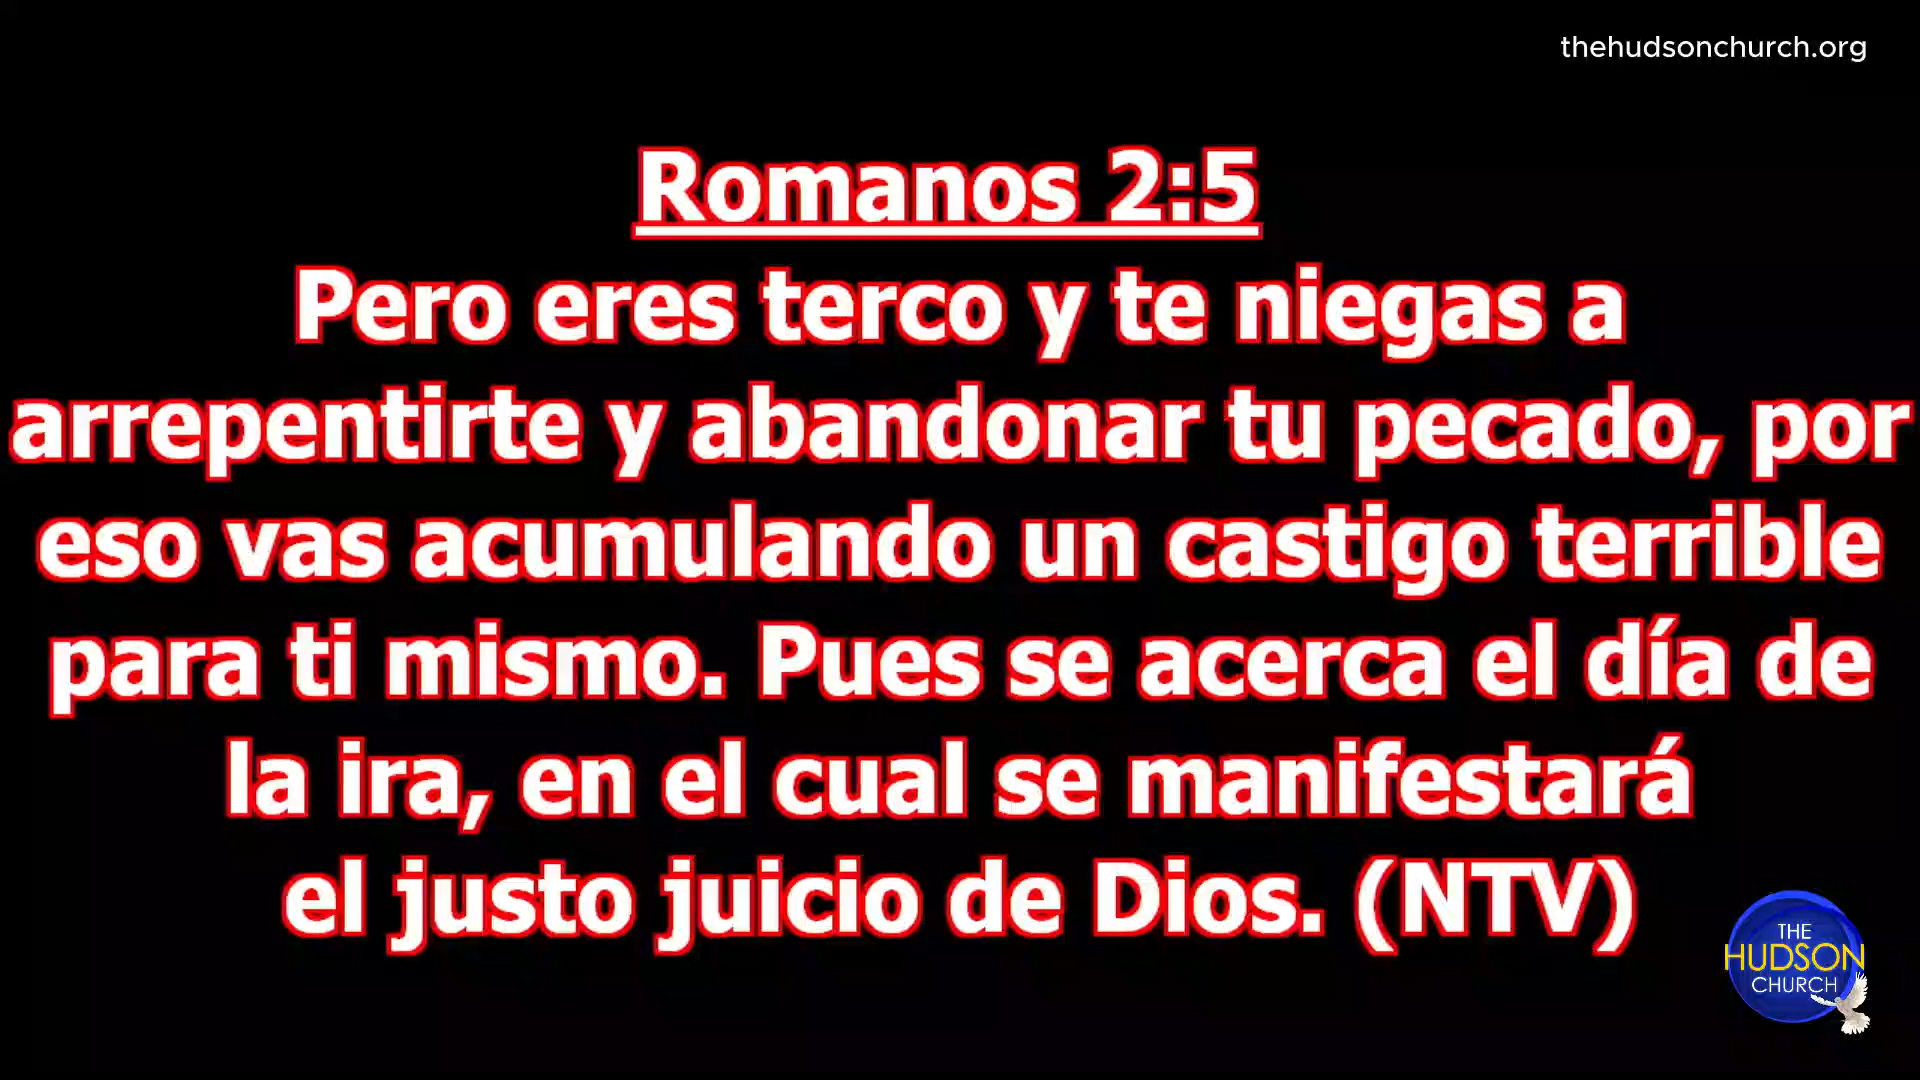 thehudsonchurch.org
Romanos 2:5
Pero eres terco y te niegas a
arrepentirte y abandonar tu pecado, por
eso vas acumulando un castigo terrible
para ti mismo. Pues se acerca el día de
la ira, en el cual se manifestará
el justo juicio de Dios. (NTV)
THE
HUDSON
CHURCH